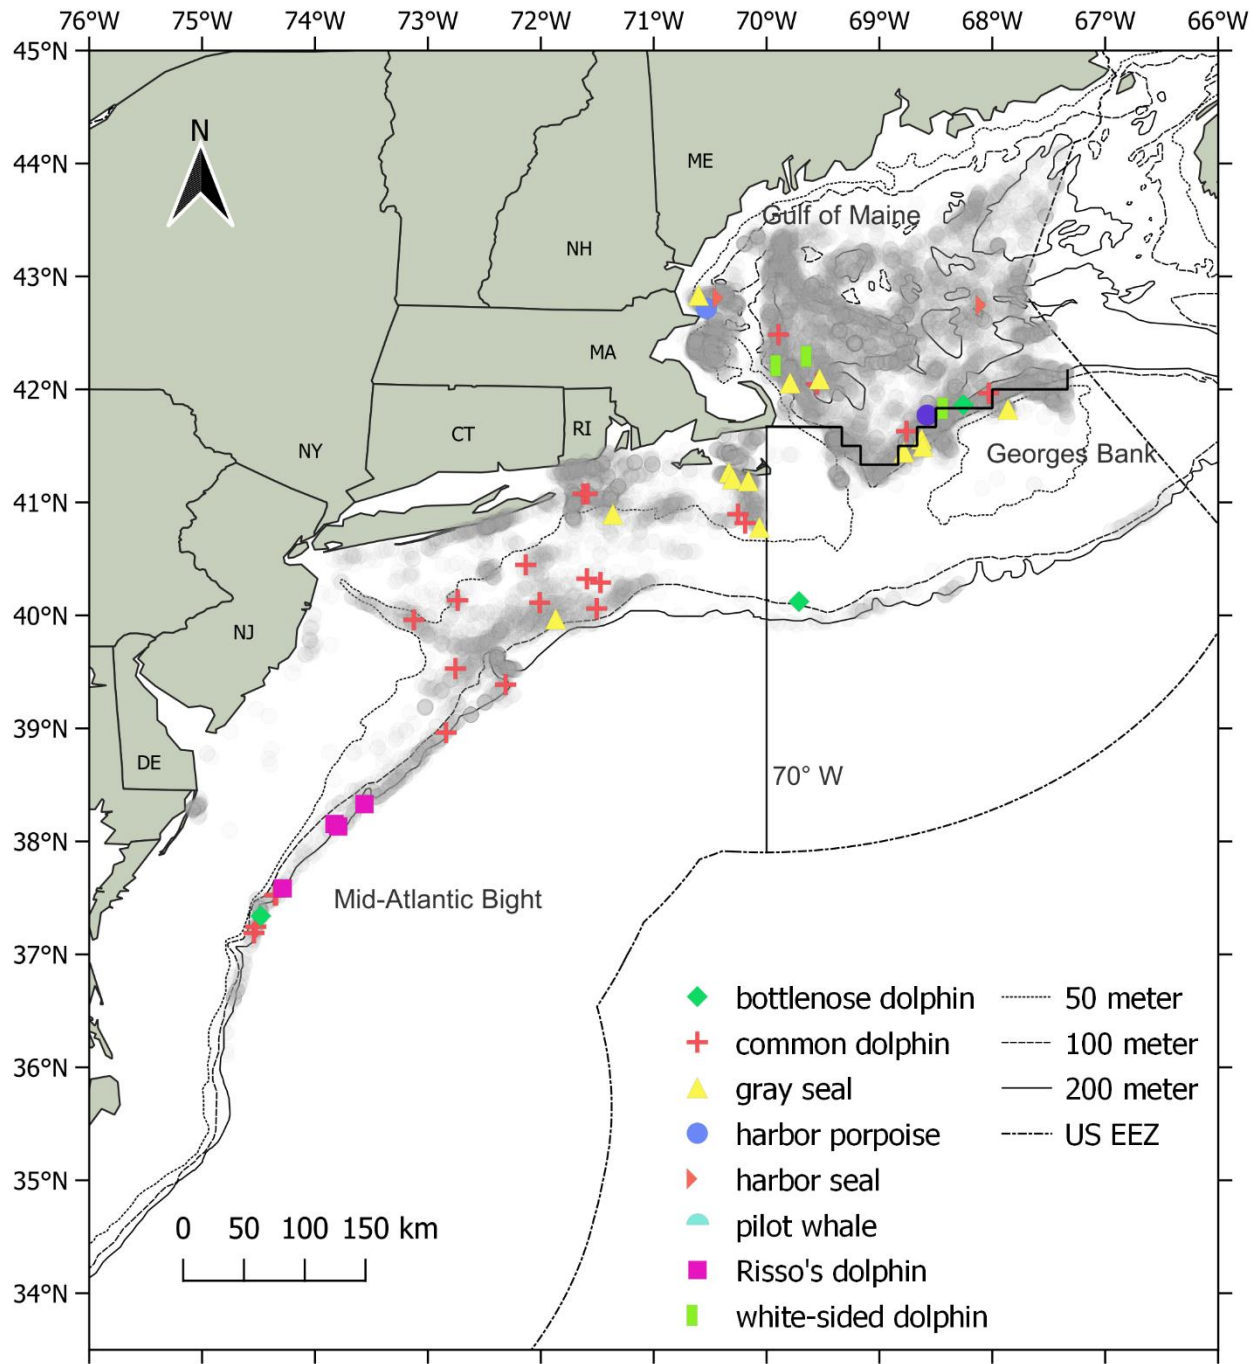 76°W 75°W 74°W 73°W 72°W 71°W 70°W 69°W 68°W 67°W 66°W
45°N
N
44°N
ME
Gulf of Maine
NH
43°N
MA
42°N
CT
RI
NY
Georges Bank
41°N
40°N
NJ
39°N
DE
70° W
38°N
Mid-Atlantic Bight
37°N
36°N
35°N
34°N
0 50 100 150 km
bottlenose dolphin
common dolphin
gray seal
harbor porpoise
harbor seal
pilot whale
Risso's dolphin
white-sided dolphin
50 meter
100 meter
200 meter
US EEZ